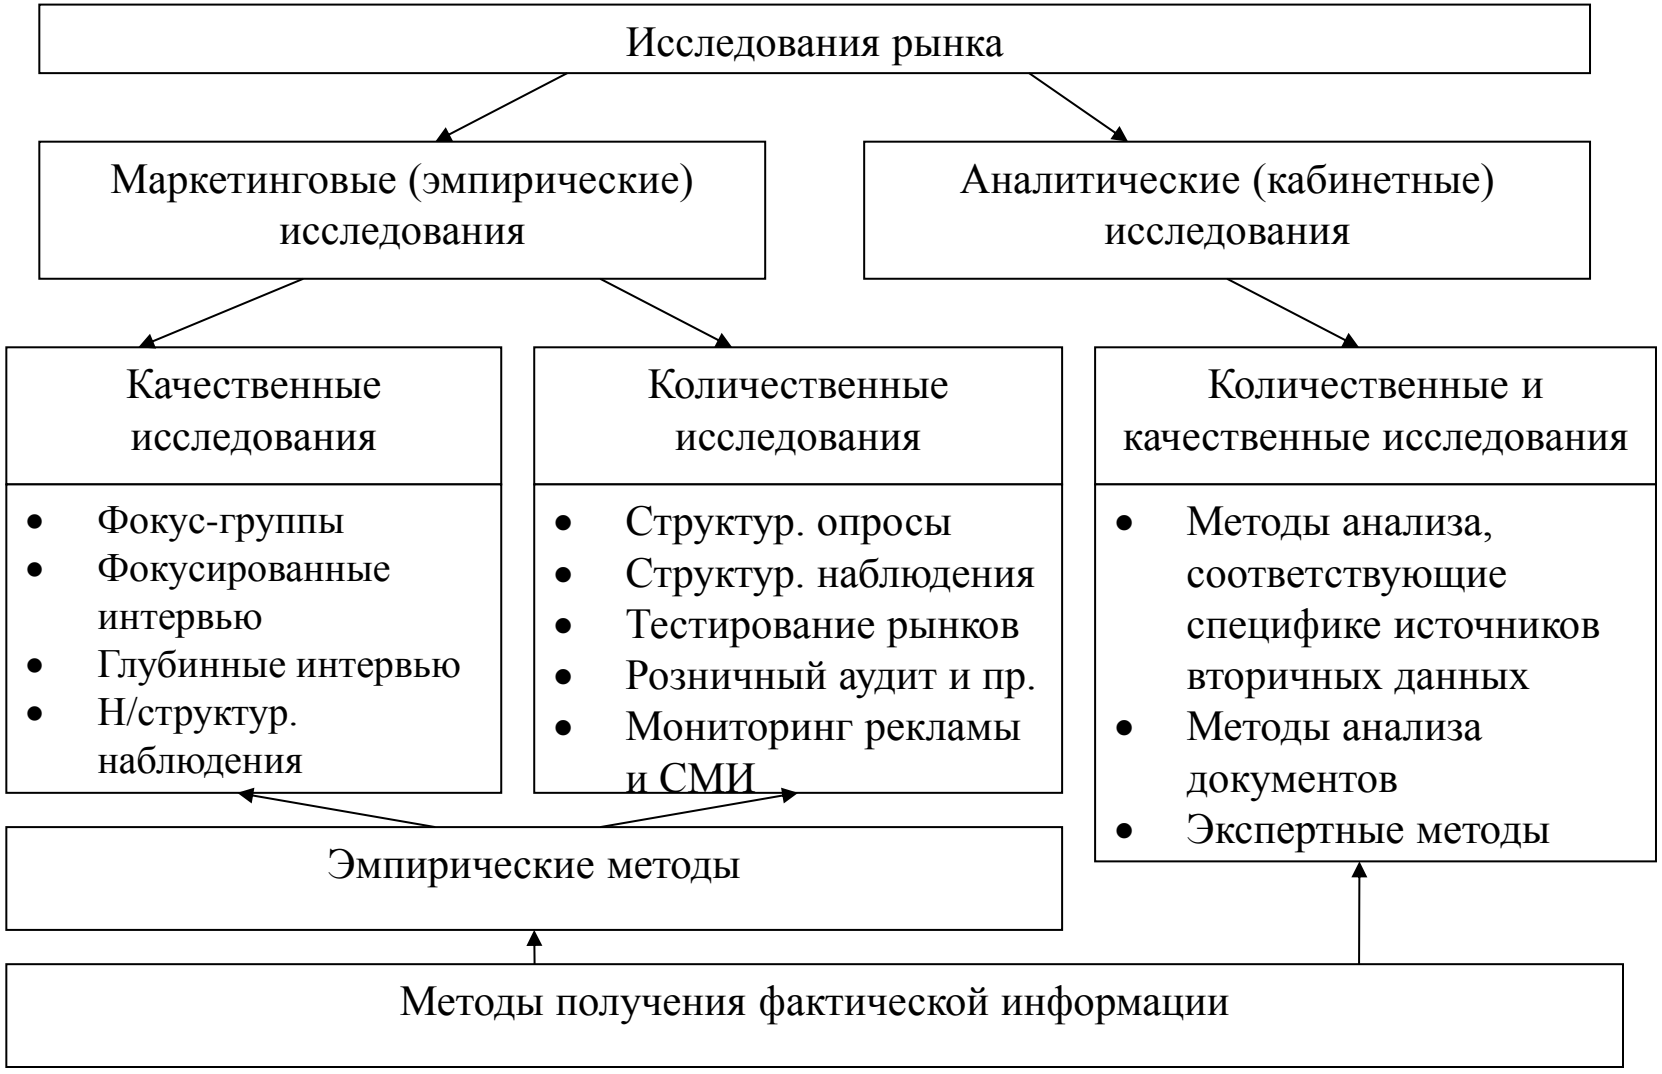 Исследования рынка
Маркетинговые (эмпирические)
исследования
Аналитические (кабинетные)
исследования
Качественные
исследования
• Фокус-группы
• Фокусированные
интервью
• Глубинные интервью
• Н/структур.
наблюдения
Количественные
исследования
• Структур. опросы
• Структур. наблюдения
• Тестирование рынков
• Розничный аудит и пр.
• Мониторинг рекламы
и СМИ
Количественные и
качественные исследования
• Методы анализа,
соответствующие
специфике источников
вторичных данных
• Методы анализа
документов
• Экспертные методы
Эмпирические методы
Методы получения фактической информации